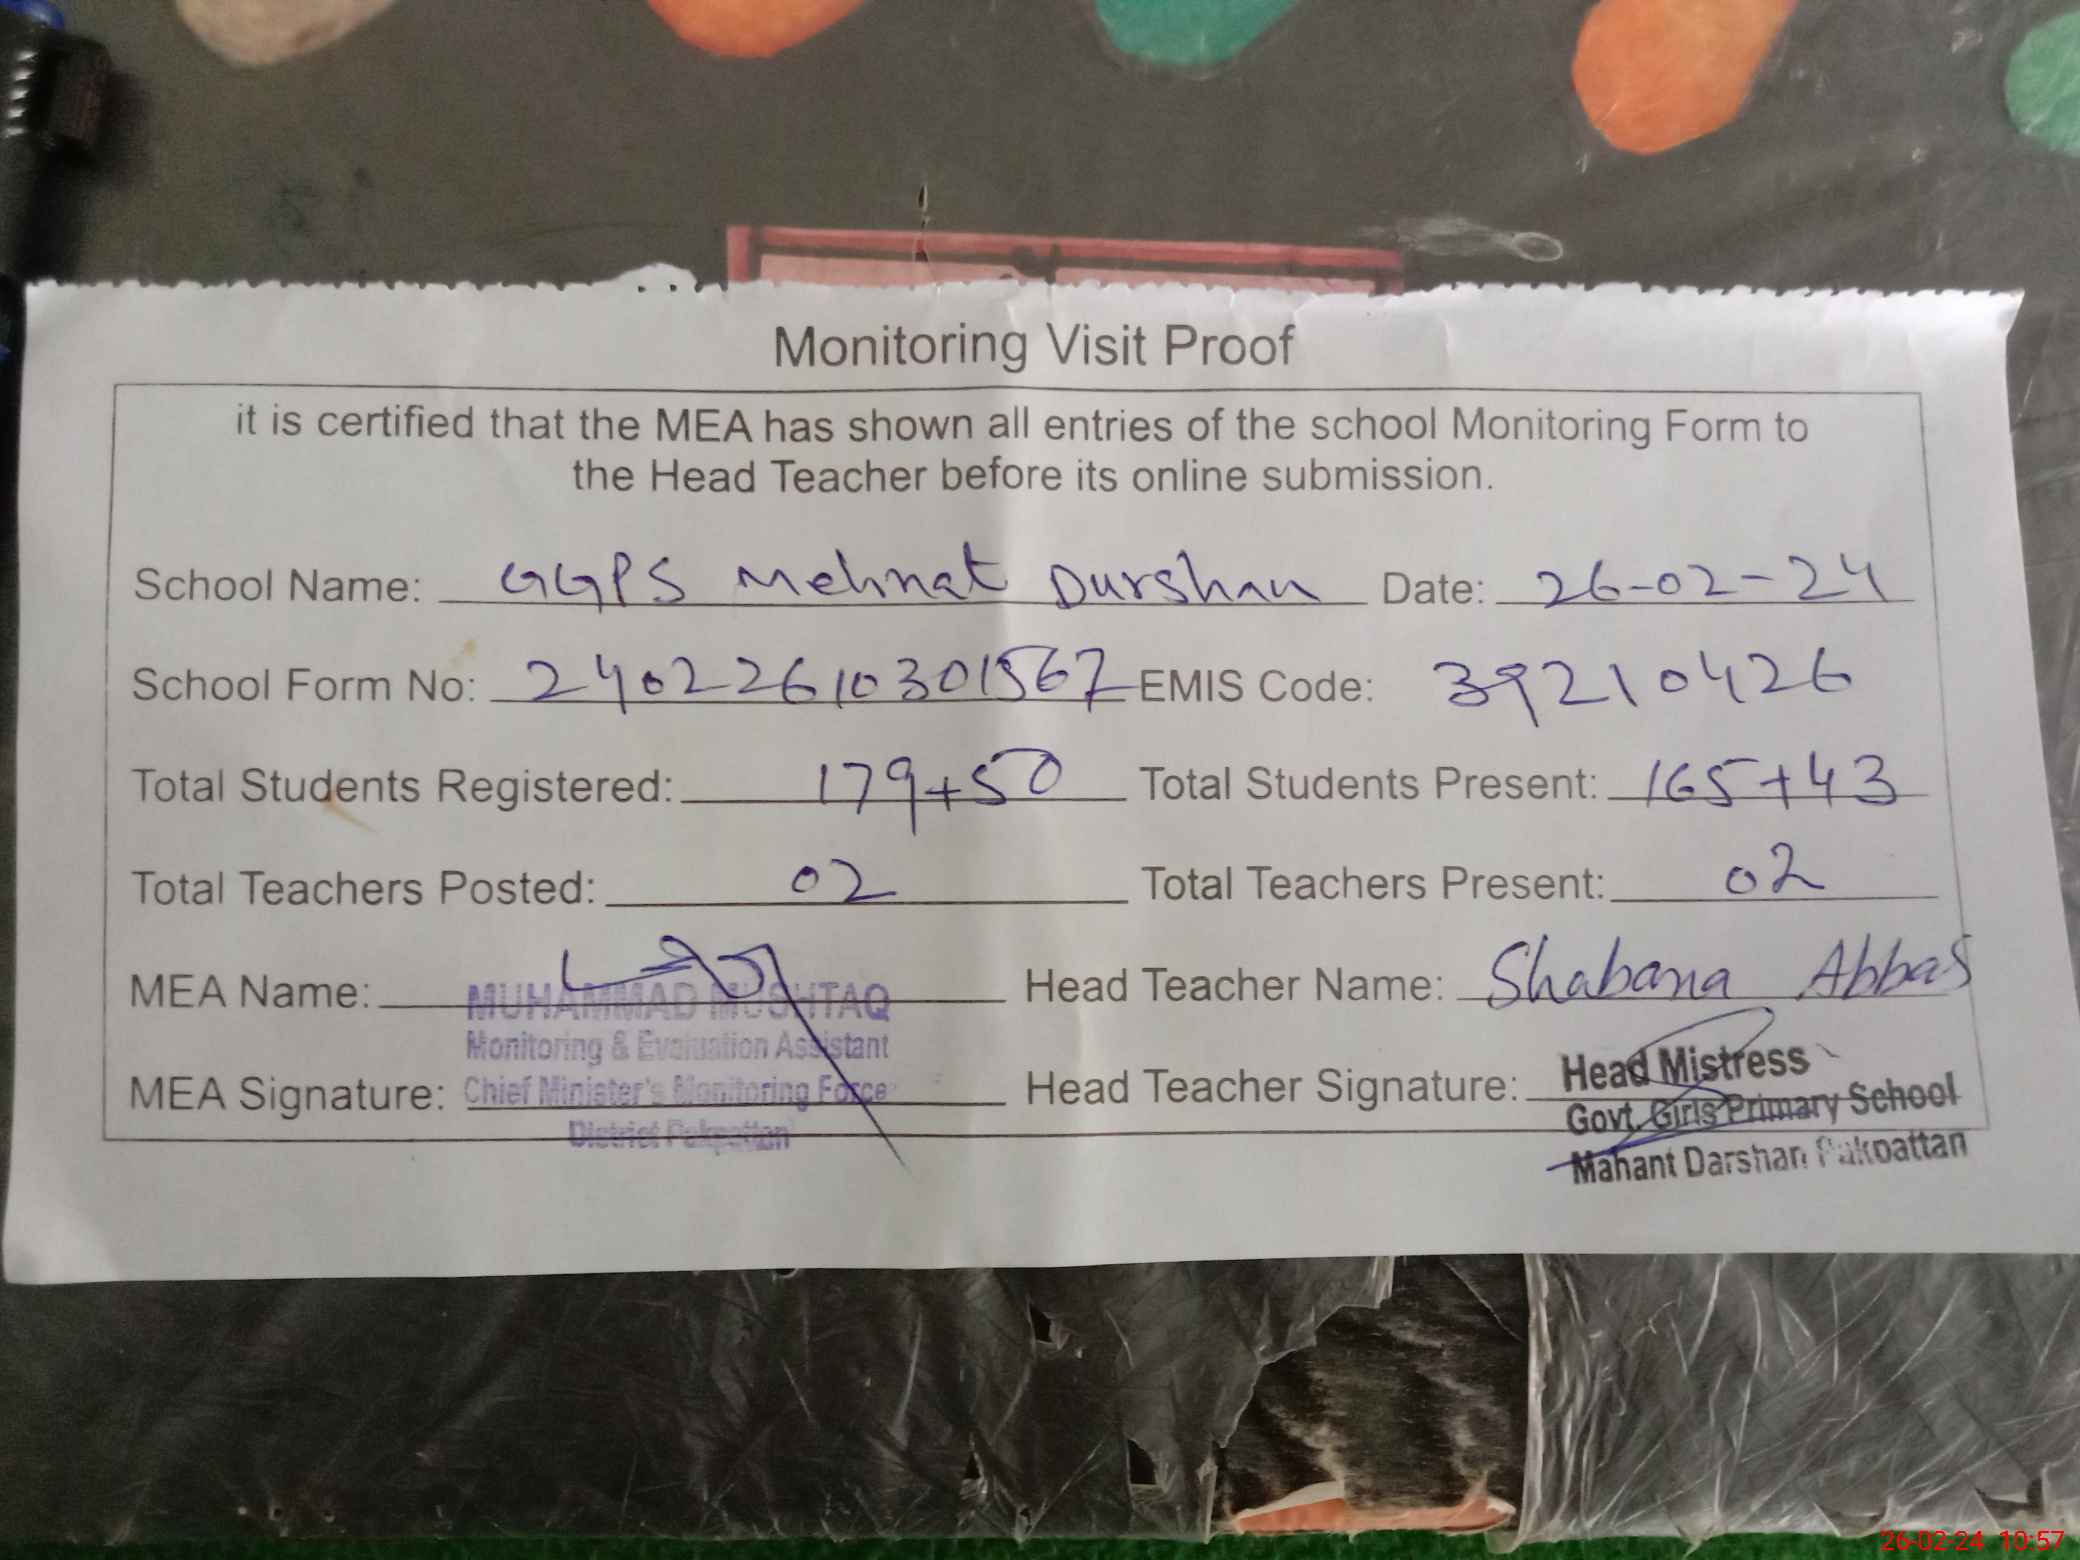 Monitoring Visit Proof
it is certified that the MEA has shown all entries of the school Monitoring Form to
the Head Teacher before its online submission.
School Name: GGPS Mehnat Durshan Date: 26-02-24
School Form No: 24022610301567 EMIS Code: 39210426
Total Students Registered: 179+50 Total Students Present: 165+43
Total Teachers Posted: 02 Total Teachers Present: 02
MEA Name: MUHAMMAD MUSHTAQ Head Teacher Name: Shabana Abbas
Monitoring & Evaluation Assistant
MEA Signature: Chief Minister's Monitoring Force Head Teacher Signature: Head Mistress
District Pakpattan
Govt. Girls Primary School
Mahant Darshan Pakpattan
26-02-24 10:57